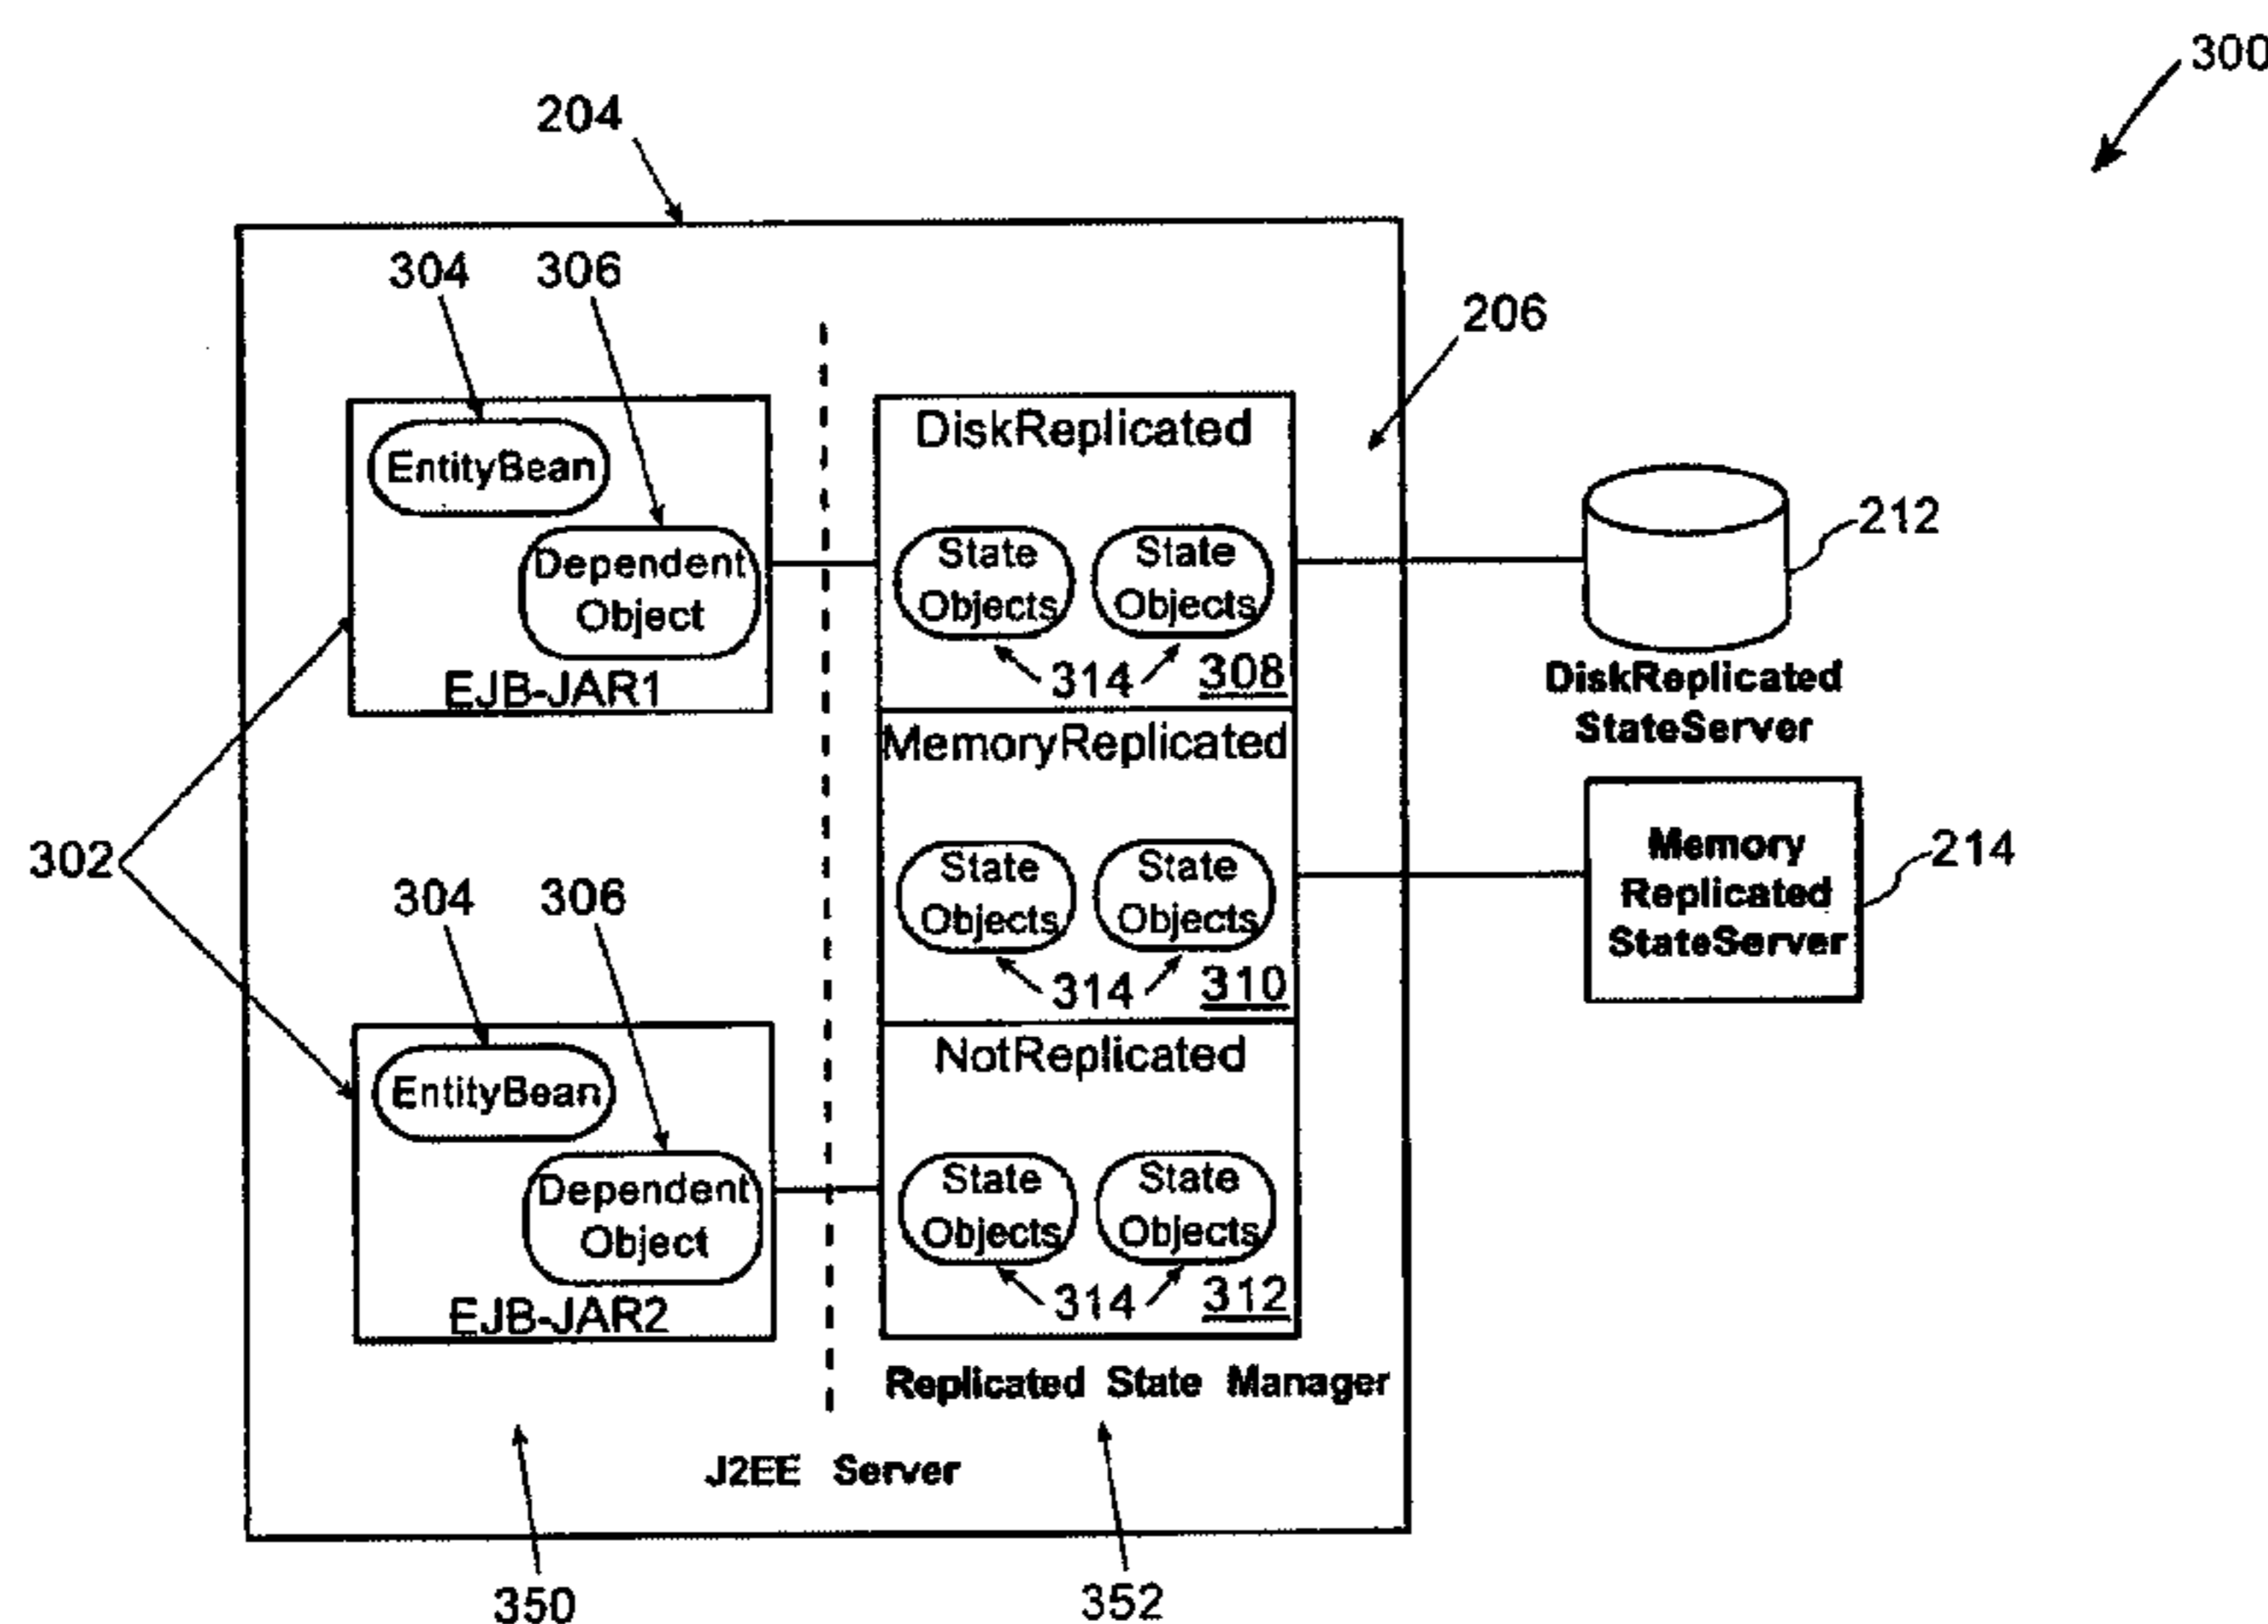 300
204
304 306
206
DiskReplicated
EntityBean
212
State State
Dependent
Objects Objects
Object
314 308
EJB-JAR1
DiskReplicated
StateServer
MemoryReplicated
Memory
302
214
State State
Replicated
304 306
Objects Objects
StateServer
314 310
NotReplicated
EntityBean
State State
Dependent
Objects Objects
Object
314 312
EJB-JAR2
Replicated State Manager
J2EE Server
350 352